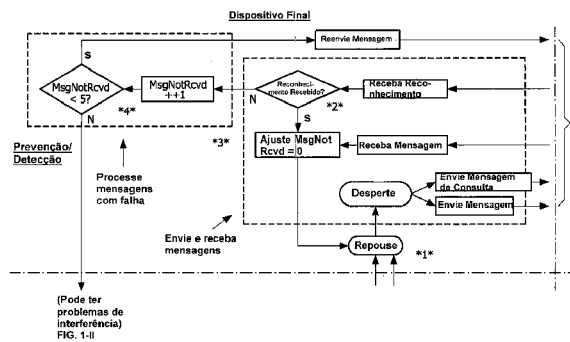 Dispositivo Final
Reenvie Mensagem
S
MsgNotRcvd
< 5?
N
MsgNotRcvd
++1
*4*
N
Reconheci-
mento Recebido?
*2*
S
Receba Reco-
nhecimento
*3*
Ajuste MsgNot
Rcvd = 0
Receba Mensagem
Prevenção/
Detecção
Processe
mensagens
com falha
Desperte
Envie Mensagem
de Consulta
Envie Mensagem
Envie e receba
mensagens
Repouse
*1*
(Pode ter
problemas de
interferência)
FIG. 1-II